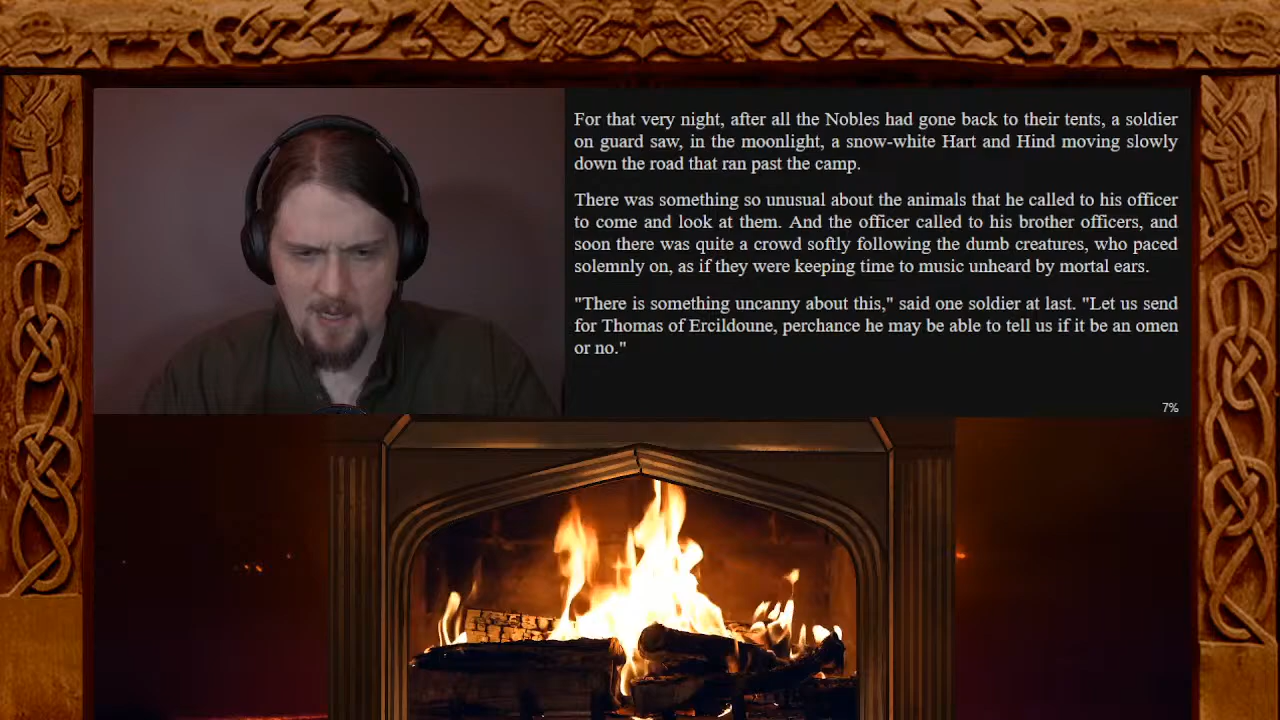 For that very night, after all the Nobles had gone back to their tents, a soldier
on guard saw, in the moonlight, a snow-white Hart and Hind moving slowly
down the road that ran past the camp.
There was something so unusual about the animals that he called to his officer
to come and look at them. And the officer called to his brother officers, and
soon there was quite a crowd softly following the dumb creatures, who paced
solemnly on, as if they were keeping time to music unheard by mortal ears.
"There is something uncanny about this," said one soldier at last. "Let us send
for Thomas of Ercildoune, perchance he may be able to tell us if it be an omen
or no."
7%